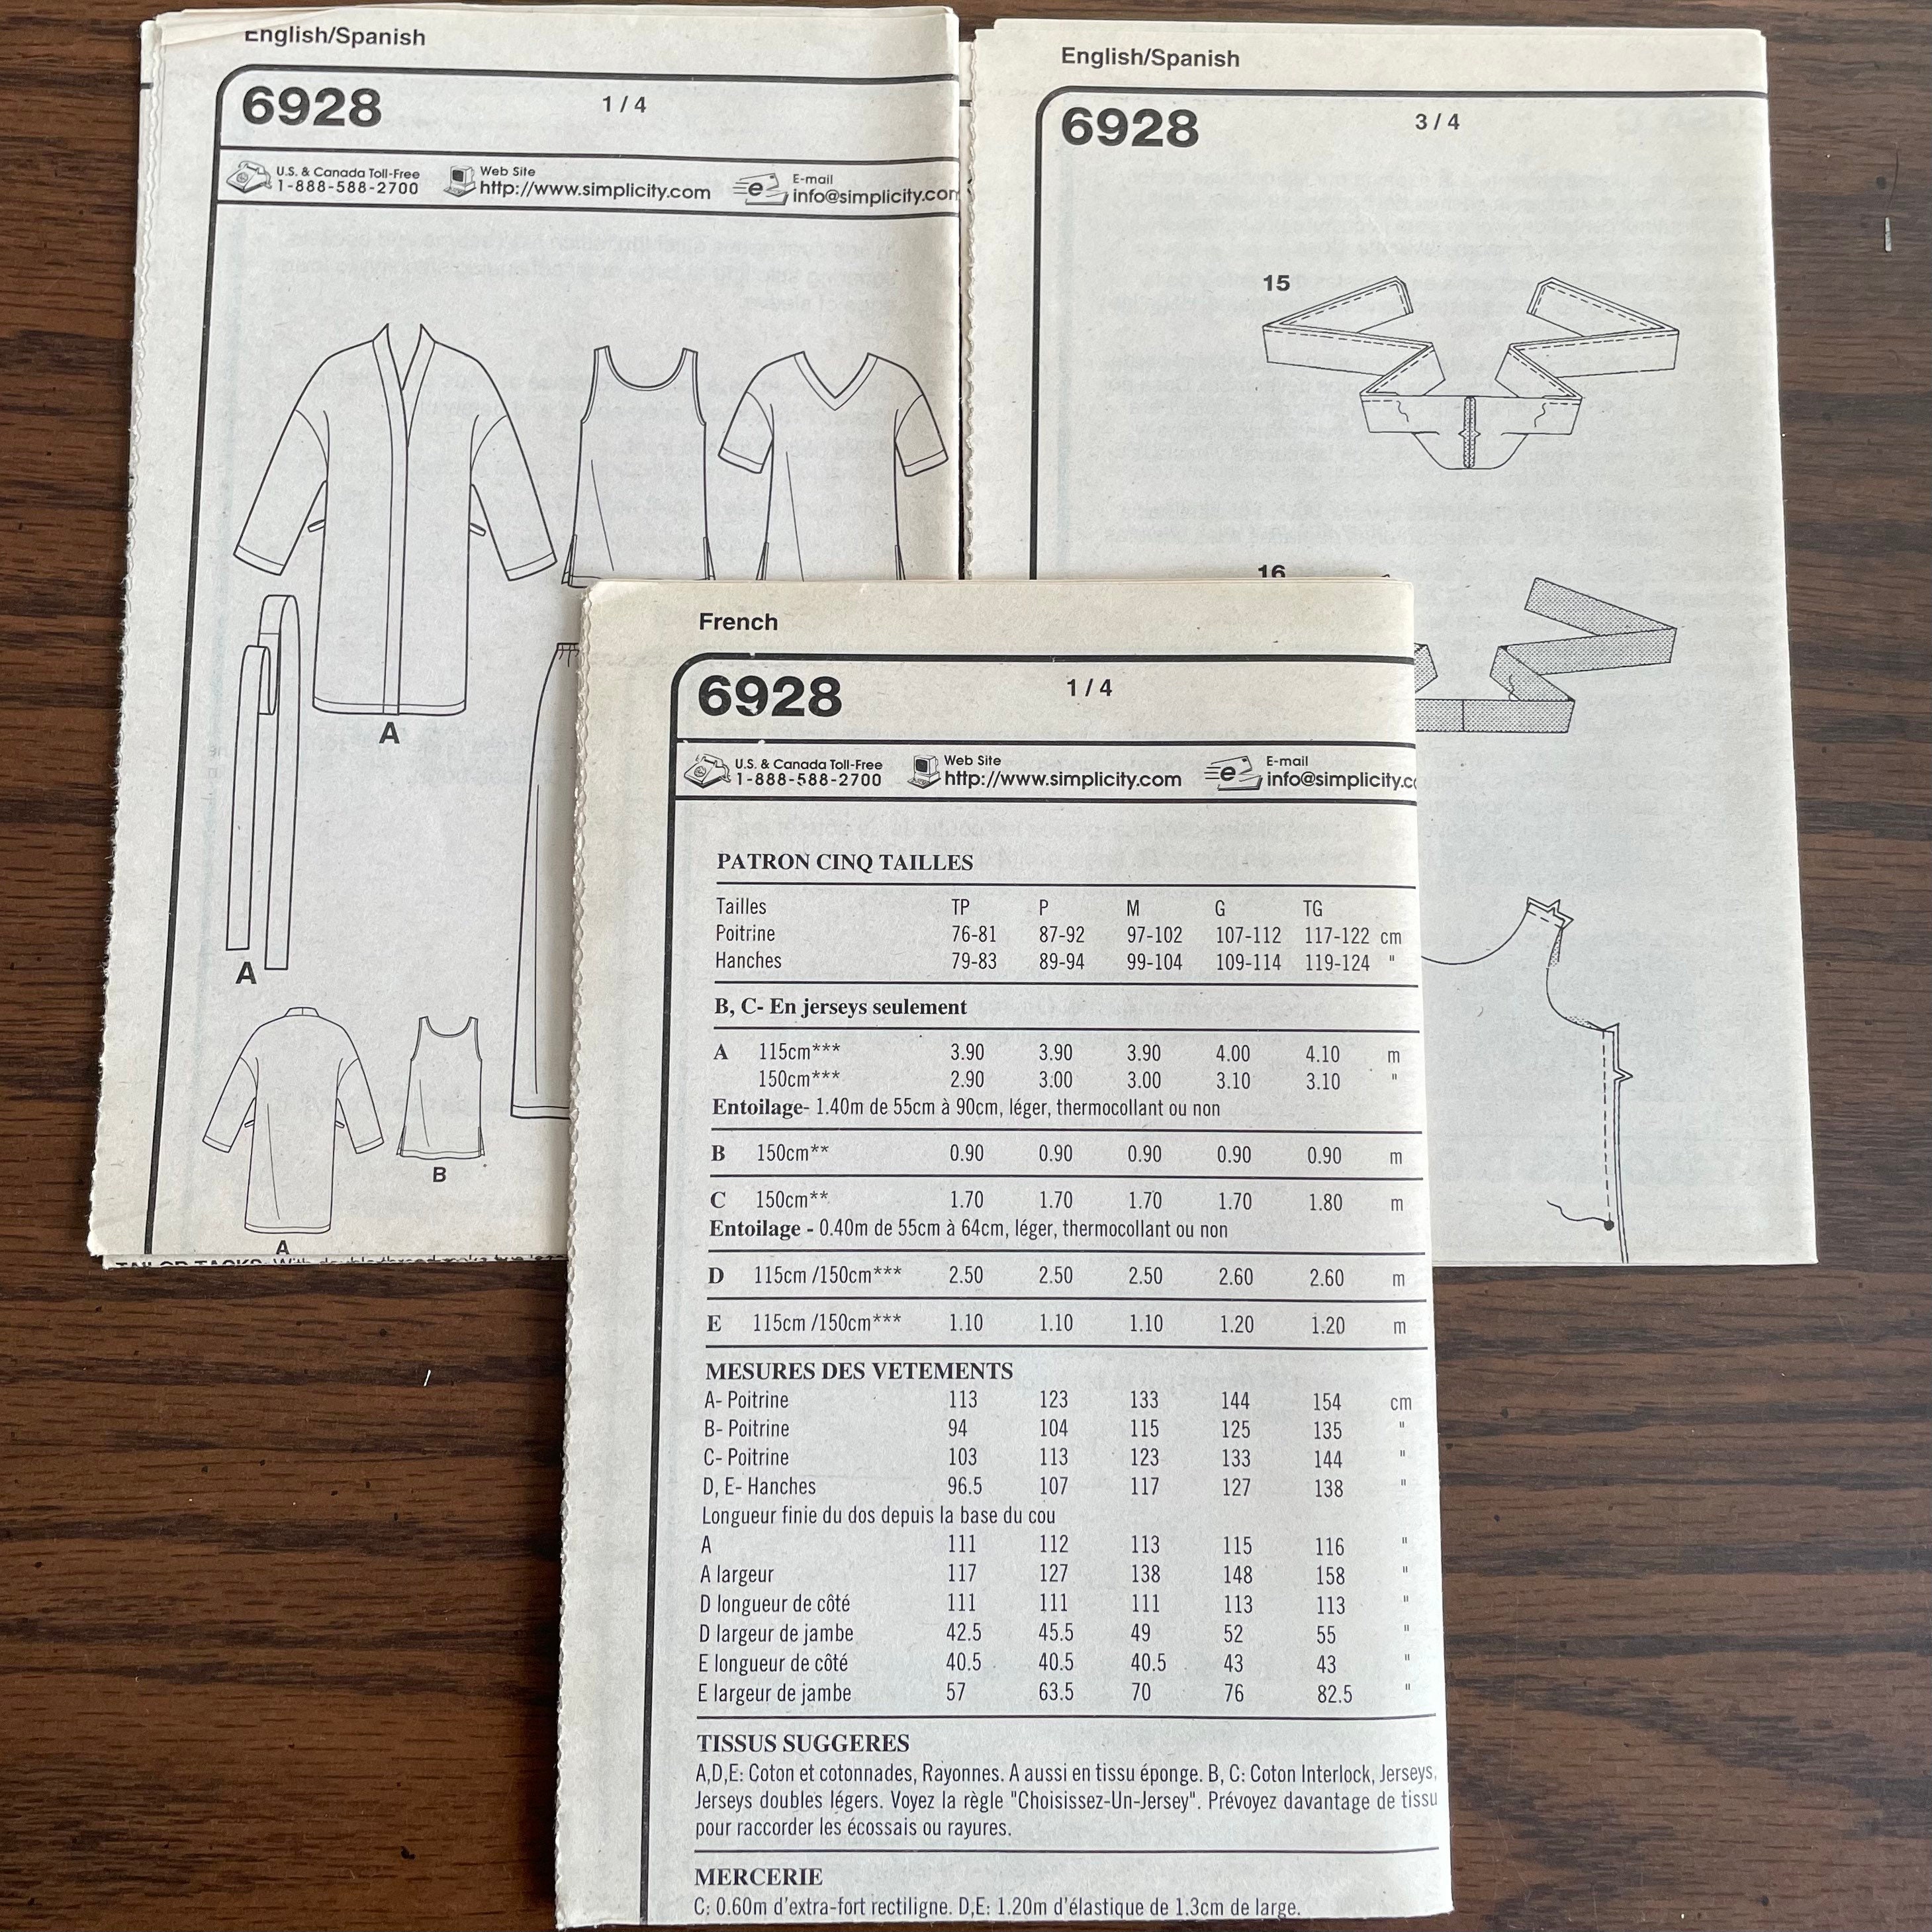 English/Spanish
6928
1 / 4
U.S. & Canada Toll-Free
1-888-588-2700
Web Site
http://www.simplicity.com
E-mail
info@simplicity.com
A
A
A
B
English/Spanish
6928
3 / 4
15
16
French
6928
1 / 4
U.S. & Canada Toll-Free
1-888-588-2700
Web Site
http://www.simplicity.com
E-mail
info@simplicity.c
PATRON CINQ TAILLES
Tailles TP P M G TG
Poitrine 76-81 87-92 97-102 107-112 117-122 cm
Hanches 79-83 89-94 99-104 109-114 119-124 "
B, C- En jerseys seulement
A 115cm*** 3.90 3.90 3.90 4.00 4.10 m
150cm*** 2.90 3.00 3.00 3.10 3.10 "
Entoilage- 1.40m de 55cm à 90cm, léger, thermocollant ou non
B 150cm** 0.90 0.90 0.90 0.90 0.90 m
C 150cm** 1.70 1.70 1.70 1.70 1.80 m
Entoilage - 0.40m de 55cm à 64cm, léger, thermocollant ou non
D 115cm /150cm*** 2.50 2.50 2.50 2.60 2.60 m
E 115cm /150cm*** 1.10 1.10 1.10 1.20 1.20 m
MESURES DES VETEMENTS
A- Poitrine 113 123 133 144 154 cm
B- Poitrine 94 104 115 125 135 "
C- Poitrine 103 113 123 133 144 "
D, E- Hanches 96.5 107 117 127 138 "
Longueur finie du dos depuis la base du cou
A 111 112 113 115 116 "
A largeur 117 127 138 148 158 "
D longueur de côté 111 111 111 113 113 "
D largeur de jambe 42.5 45.5 49 52 55 "
E longueur de côté 40.5 40.5 40.5 43 43 "
E largeur de jambe 57 63.5 70 76 82.5 "
TISSUS SUGGERES
A,D,E: Coton et cotonnades, Rayonnes. A aussi en tissu éponge. B, C: Coton Interlock, Jerseys,
Jerseys doubles légers. Voyez la règle "Choisissez-Un-Jersey". Prévoyez davantage de tissu
pour raccorder les écossais ou rayures.
MERCERIE
C: 0.60m d'extra-fort rectiligne. D,E: 1.20m d'élastique de 1.3cm de large.